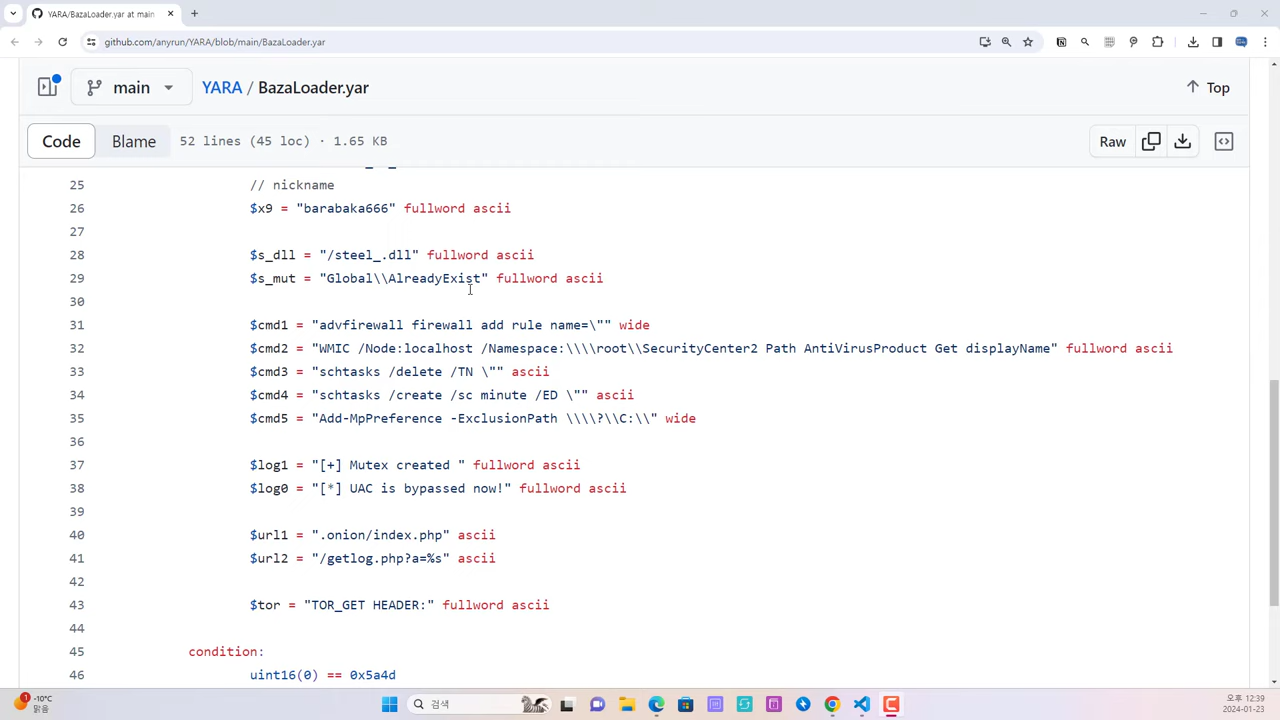 YARA/BazaLoader.yar at main
github.com/anyrun/YARA/blob/main/BazaLoader.yar
main
YARA / BazaLoader.yar
Top
Code
Blame
52 lines (45 loc) · 1.65 KB
Raw
25 // nickname
26 $x9 = "barabaka666" fullword ascii
27
28 $s_dll = "/steel_.dll" fullword ascii
29 $s_mut = "Global\\AlreadyExist" fullword ascii
30
31 $cmd1 = "advfirewall firewall add rule name=\"" wide
32 $cmd2 = "WMIC /Node:localhost /Namespace:\\\\root\\SecurityCenter2 Path AntiVirusProduct Get displayName" fullword ascii
33 $cmd3 = "schtasks /delete /TN \"" ascii
34 $cmd4 = "schtasks /create /sc minute /ED \"" ascii
35 $cmd5 = "Add-MpPreference -ExclusionPath \\\\?\\C:\\" wide
36
37 $log1 = "[+] Mutex created " fullword ascii
38 $log0 = "[*] UAC is bypassed now!" fullword ascii
39
40 $url1 = ".onion/index.php" ascii
41 $url2 = "/getlog.php?a=%s" ascii
42
43 $tor = "TOR_GET HEADER:" fullword ascii
44
45 condition:
46 uint16(0) == 0x5a4d
1
-10°C
맑음
검색
오후 12:39
2024-01-23